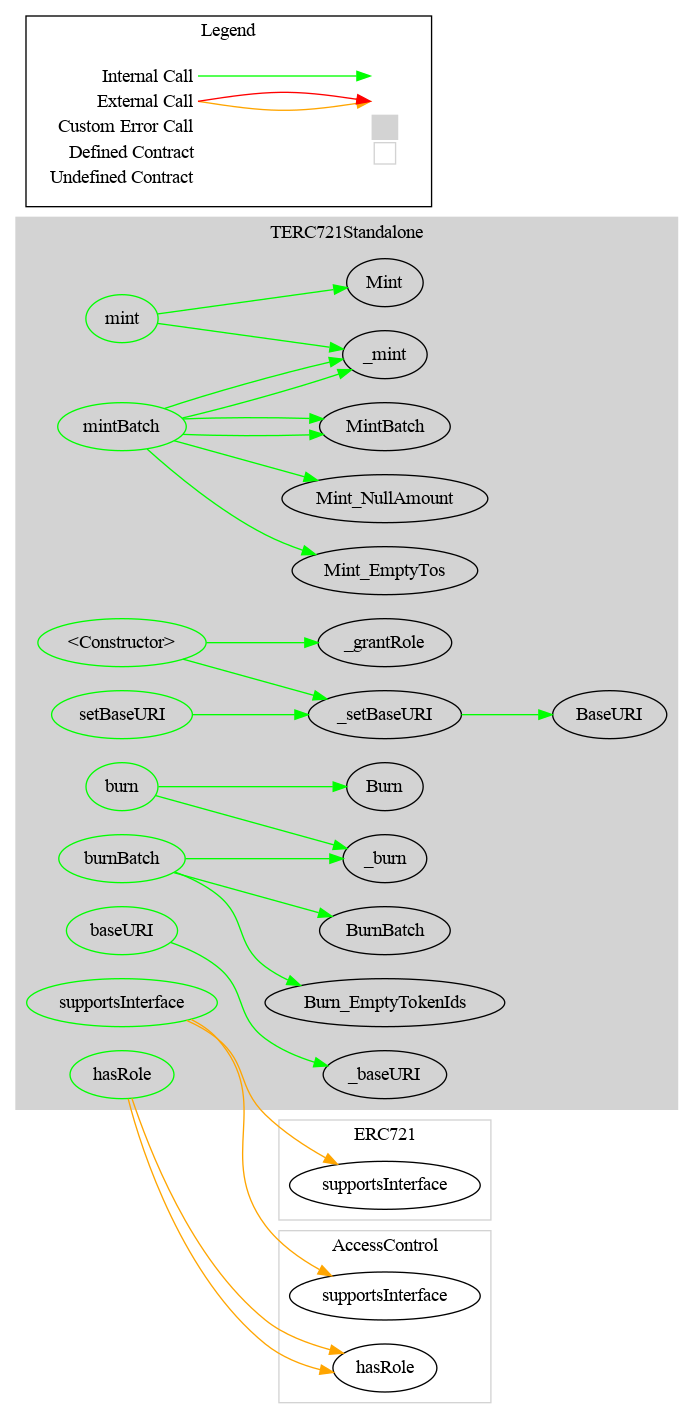 Legend
Internal Call
External Call
Custom Error Call
Defined Contract
Undefined Contract
TERC721Standalone
mint
Mint
_mint
mintBatch
MintBatch
Mint_NullAmount
Mint_EmptyTos
<Constructor>
_grantRole
setBaseURI
_setBaseURI
BaseURI
burn
Burn
burnBatch
_burn
baseURI
BurnBatch
supportsInterface
Burn_EmptyTokenIds
hasRole
_baseURI
ERC721
supportsInterface
AccessControl
supportsInterface
hasRole